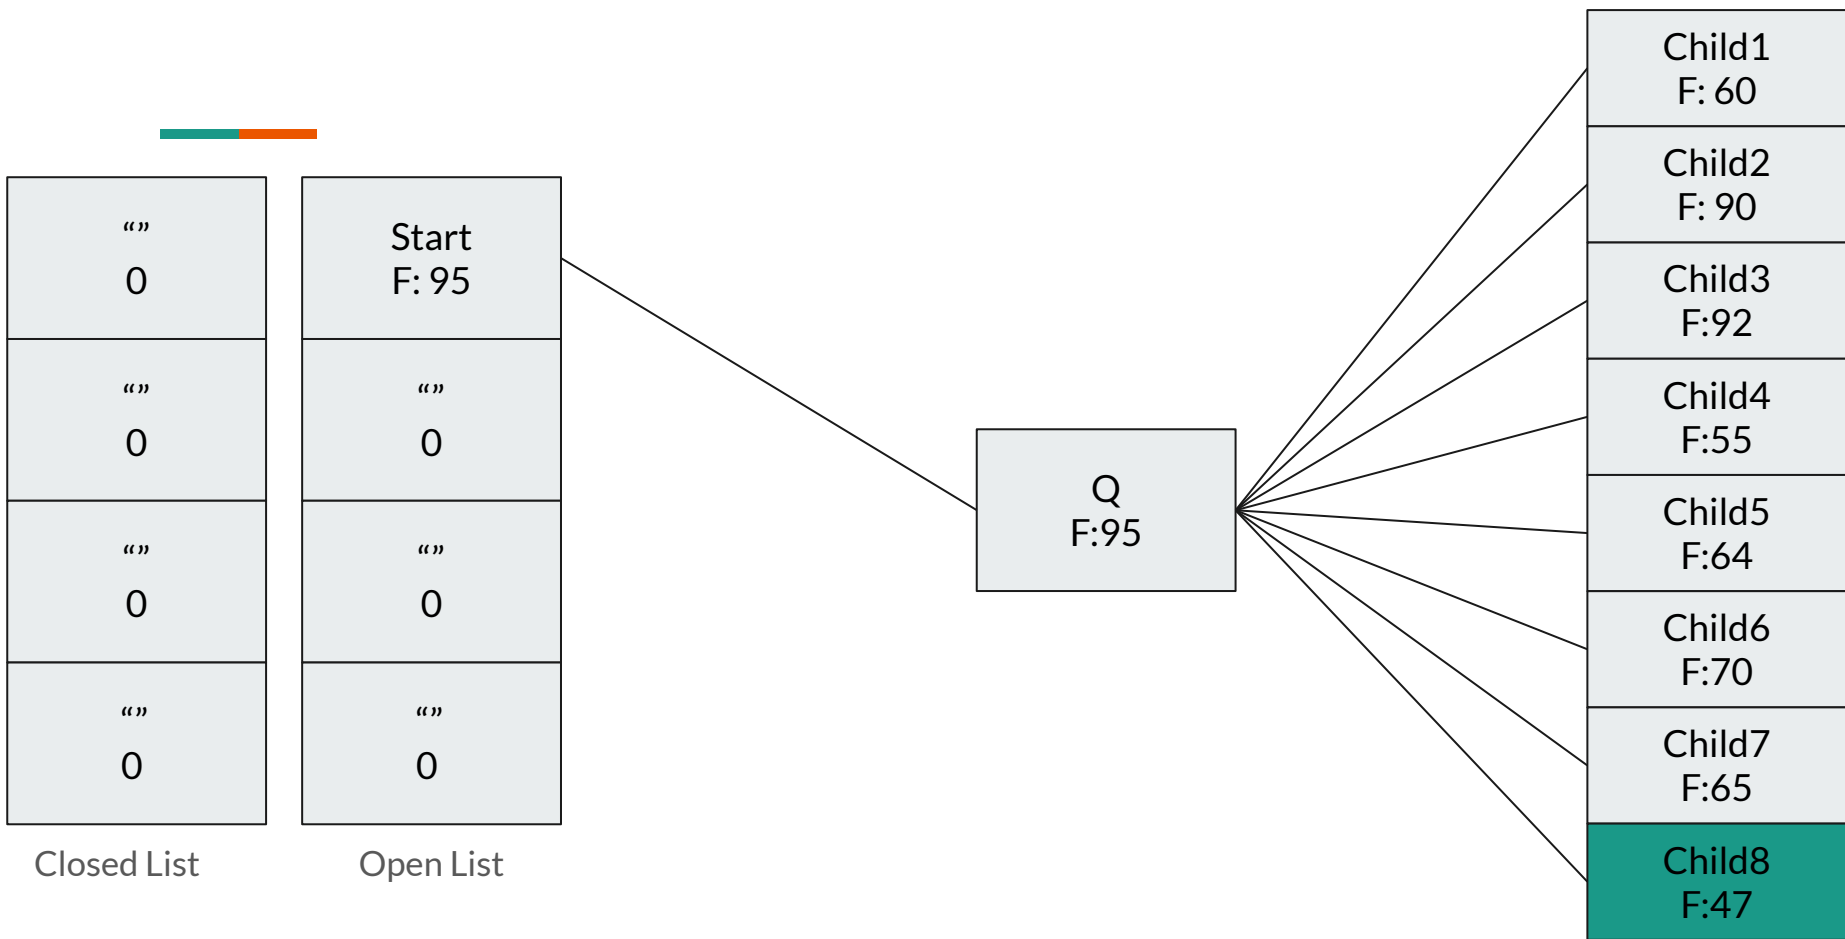 “”
0
“”
0
“”
0
“”
0
Closed List
Start
F: 95
“”
0
“”
0
“”
0
Open List
Q
F:95
Child1
F: 60
Child2
F: 90
Child3
F:92
Child4
F:55
Child5
F:64
Child6
F:70
Child7
F:65
Child8
F:47